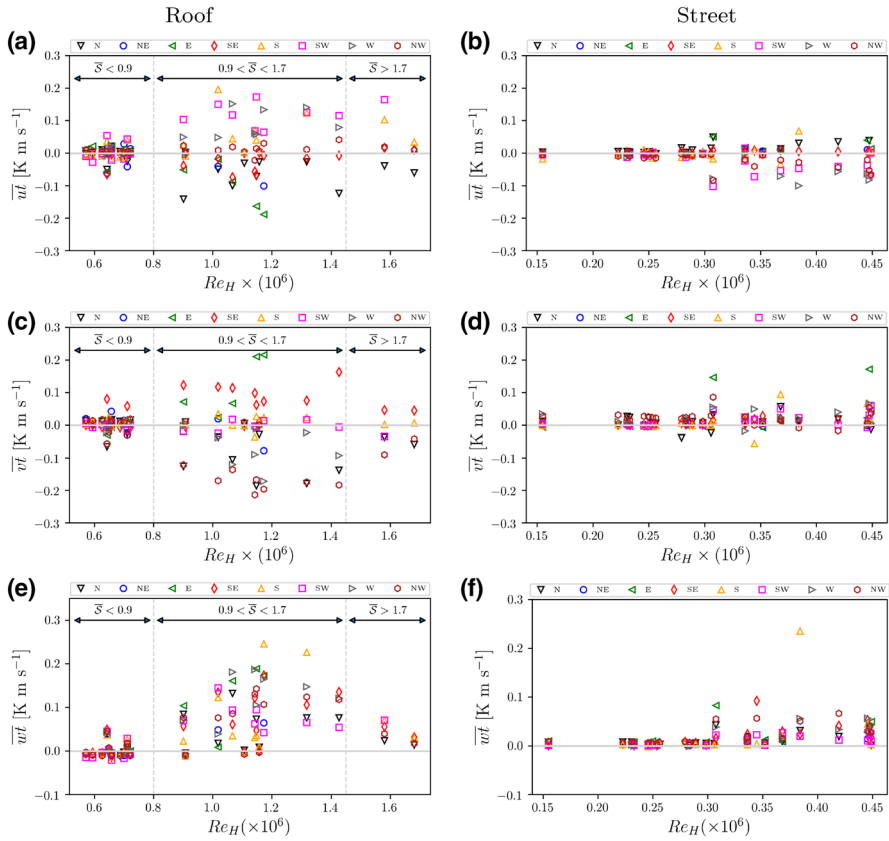 Roof Street
(a) (b)
N NE E SE S SW W NW
S̅ < 0.9 0.9 < S̅ < 1.7 S̅ > 1.7
0.3
0.2
0.1
0.0
−0.1
−0.2
−0.3
u̅t̅ [K m s⁻¹]
0.6 0.8 1.0 1.2 1.4 1.6
Re_H × (10⁶)
N NE E SE S SW W NW
0.3
0.2
0.1
0.0
−0.1
−0.2
−0.3
u̅t̅ [K m s⁻¹]
0.15 0.20 0.25 0.30 0.35 0.40 0.45
Re_H × (10⁶)
(c) (d)
N NE E SE S SW W NW
S̅ < 0.9 0.9 < S̅ < 1.7 S̅ > 1.7
0.3
0.2
0.1
0.0
−0.1
−0.2
−0.3
v̅t̅ [K m s⁻¹]
0.6 0.8 1.0 1.2 1.4 1.6
Re_H × (10⁶)
N NE E SE S SW W NW
0.3
0.2
0.1
0.0
−0.1
−0.2
−0.3
v̅t̅ [K m s⁻¹]
0.15 0.20 0.25 0.30 0.35 0.40 0.45
Re_H × (10⁶)
(e) (f)
N NE E SE S SW W NW
S̅ < 0.9 0.9 < S̅ < 1.7 S̅ > 1.7
0.3
0.2
0.1
0.0
−0.1
w̅t̅ [K m s⁻¹]
0.6 0.8 1.0 1.2 1.4 1.6
Re_H(×10⁶)
N NE E SE S SW W NW
0.3
0.2
0.1
0.0
−0.1
w̅t̅ [K m s⁻¹]
0.15 0.20 0.25 0.30 0.35 0.40 0.45
Re_H(×10⁶)